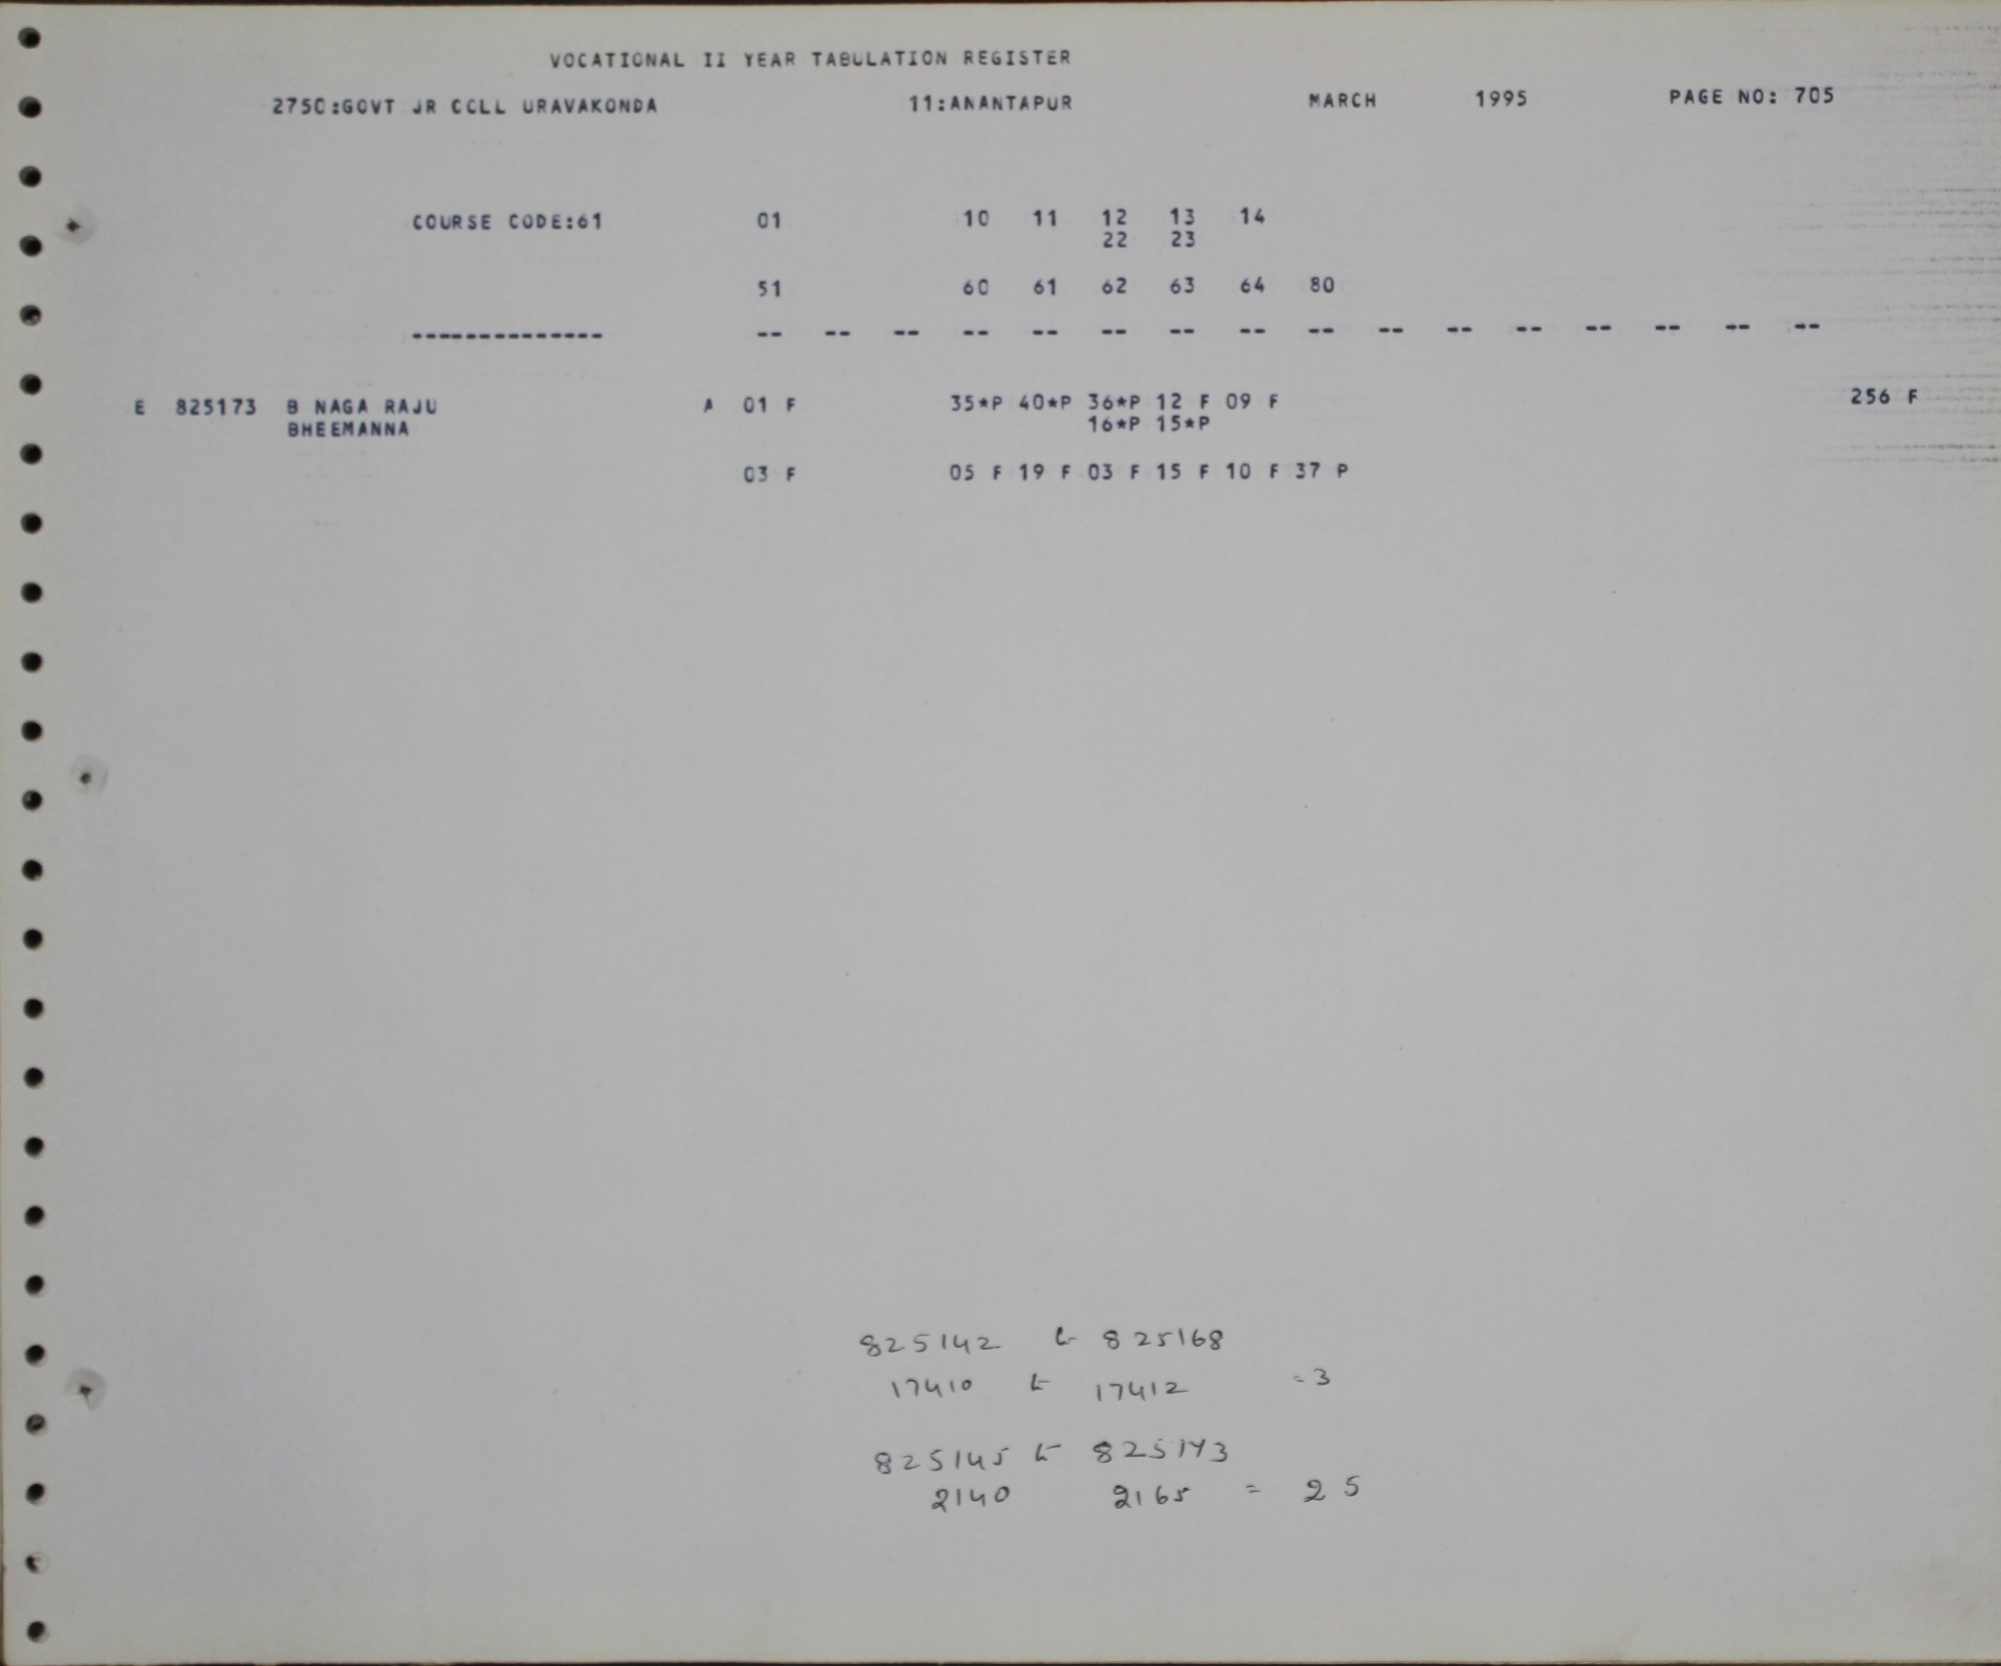 VOCATIONAL II YEAR TABULATION REGISTER
2750:GOVT JR COLL URAVAKONDA 11:ANANTAPUR MARCH 1995 PAGE NO: 705
COURSE CODE:61 01 10 11 12 13 14
22 23
51 60 61 62 63 64 80
-------------- -- -- -- -- -- -- -- -- -- -- -- -- -- -- -- --
E 825173 B NAGA RAJU A 01 F 35*P 40*P 36*P 12 F 09 F 256 F
BHEEMANNA 16*P 15*P
03 F 05 F 19 F 03 F 15 F 10 F 37 P
825142 to 825168
17410 to 17412 = 3
825145 to 825173
2140 2165 = 25